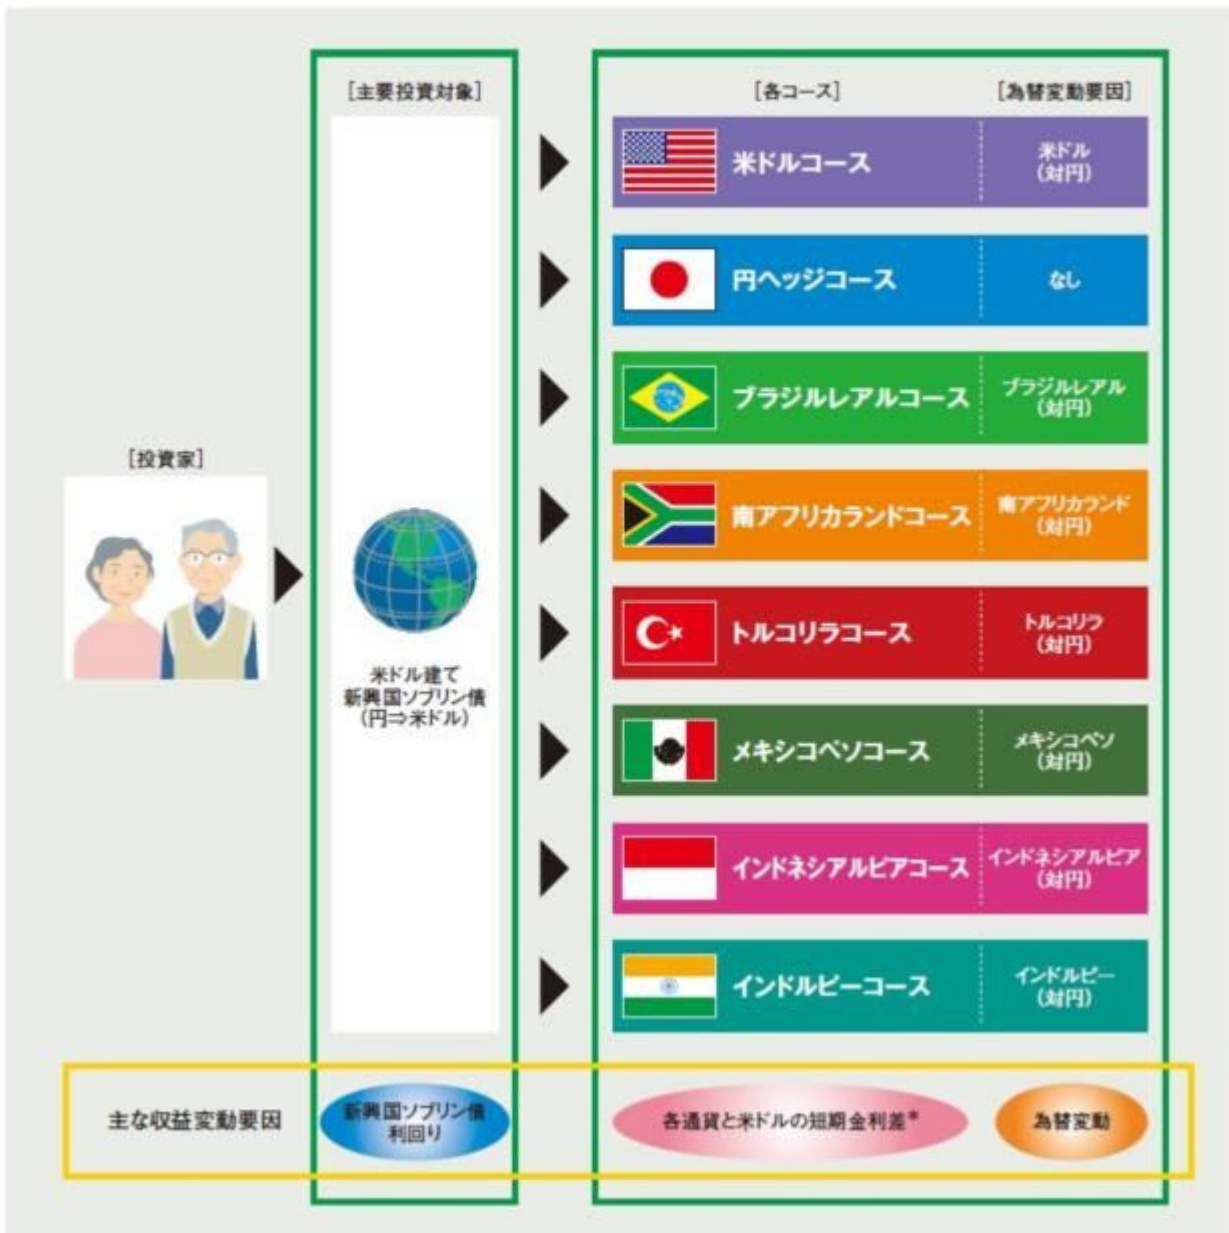 [主要投資対象]
[各コース]
[為替変動要因]
米ドルコース
米ドル
(対円)
円ヘッジコース
なし
ブラジルレアルコース
ブラジルレアル
(対円)
[投資家]
南アフリカランドコース
南アフリカランド
(対円)
トルコリラコース
トルコリラ
(対円)
米ドル建て
新興国ソブリン債
(円⇒米ドル)
メキシコペソコース
メキシコペソ
(対円)
インドネシアルピアコース
インドネシアルピア
(対円)
インドルピーコース
インドルピー
(対円)
主な収益変動要因
新興国ソブリン債
利回り
各通貨と米ドルの短期金利差*
為替変動